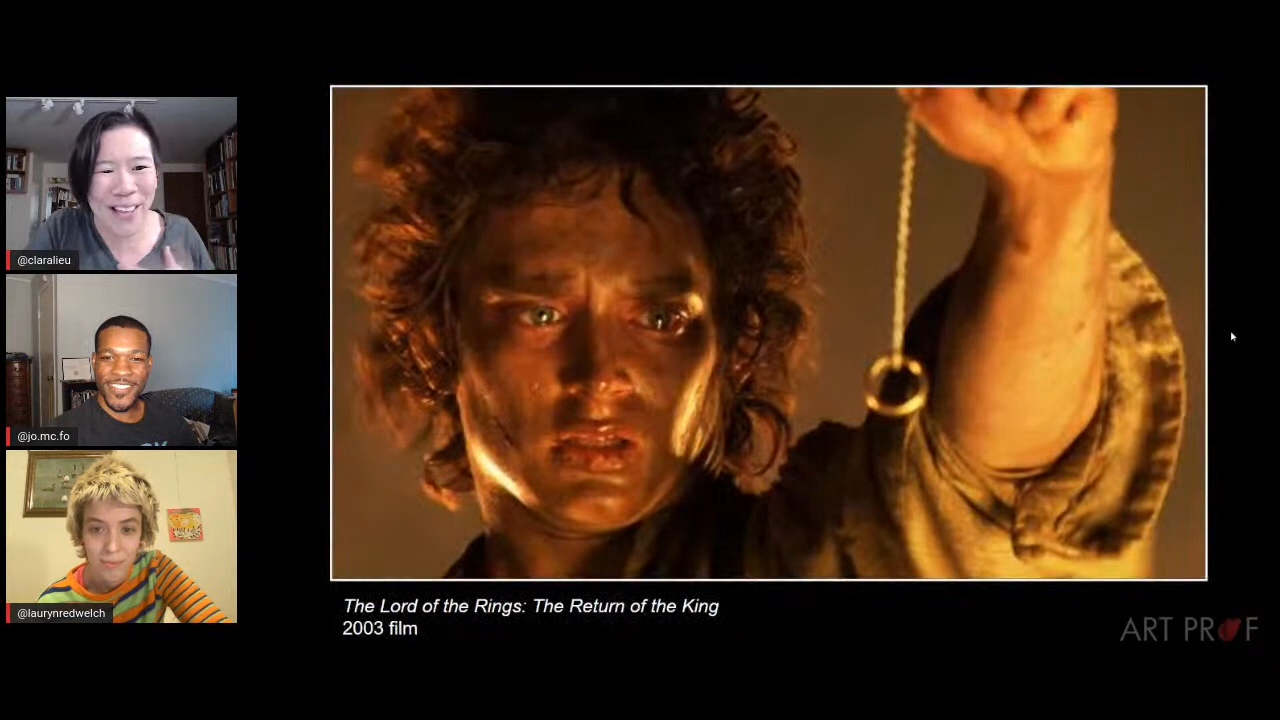 @claralieu
@jo.mc.fo
@laurynredwelch
The Lord of the Rings: The Return of the King
2003 film
ART PROF